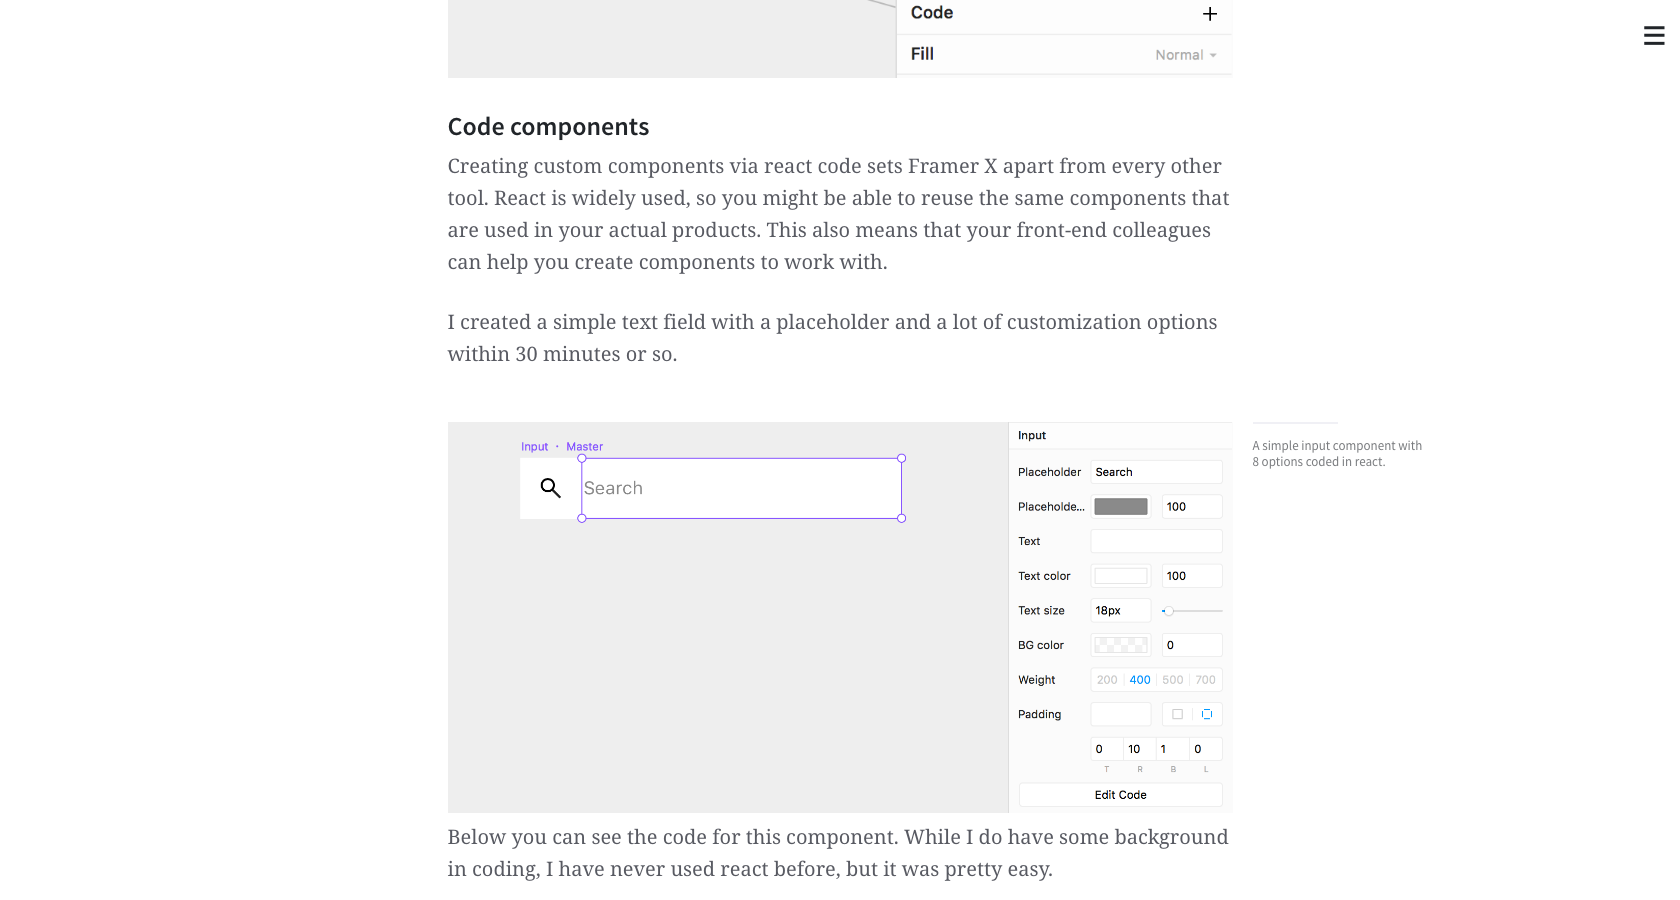 Code
Fill Normal
Code components
Creating custom components via react code sets Framer X apart from every other
tool. React is widely used, so you might be able to reuse the same components that
are used in your actual products. This also means that your front-end colleagues
can help you create components to work with.
I created a simple text field with a placeholder and a lot of customization options
within 30 minutes or so.
Input · Master
Search
Input
Placeholder Search
Placeholde... 100
Text
Text color 100
Text size 18px
BG color 0
Weight 200 400 500 700
Padding
0 10 1 0
T R B L
Edit Code
A simple input component with
8 options coded in react.
Below you can see the code for this component. While I do have some background
in coding, I have never used react before, but it was pretty easy.